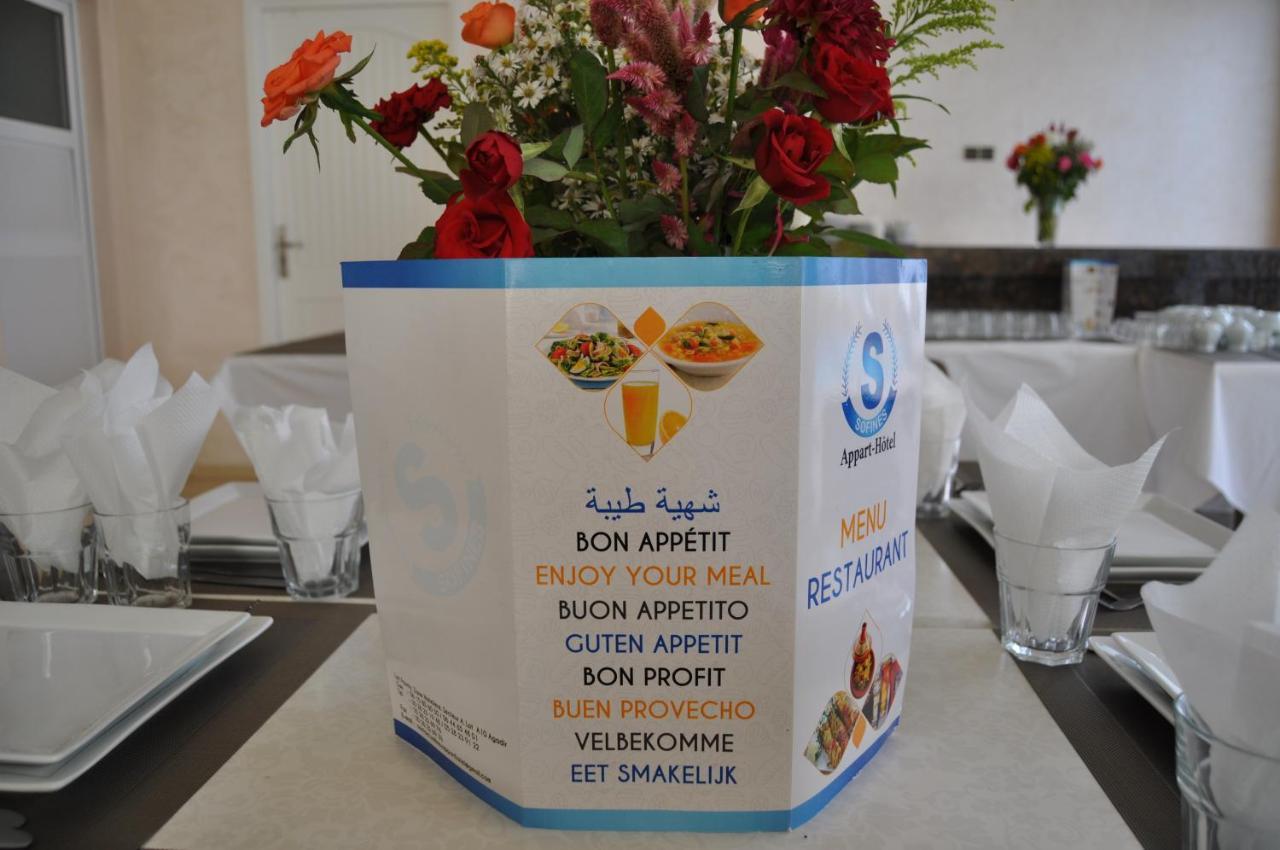 شهية طيبة
BON APPÉTIT
ENJOY YOUR MEAL
BUON APPETITO
GUTEN APPETIT
BON PROFIT
BUEN PROVECHO
VELBEKOMME
EET SMAKELIJK
S
SOFINES
Appart-Hôtel
MENU
RESTAURANT